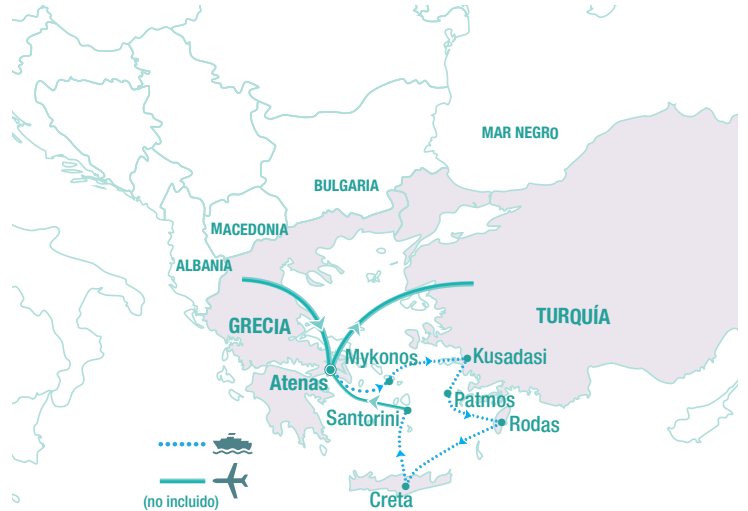 MAR NEGRO
BULGARIA
MACEDONIA
ALBANIA
GRECIA
TURQUÍA
Mykonos
Kusadasi
Atenas
Patmos
Santorini
Rodas
Creta
(no incluido)